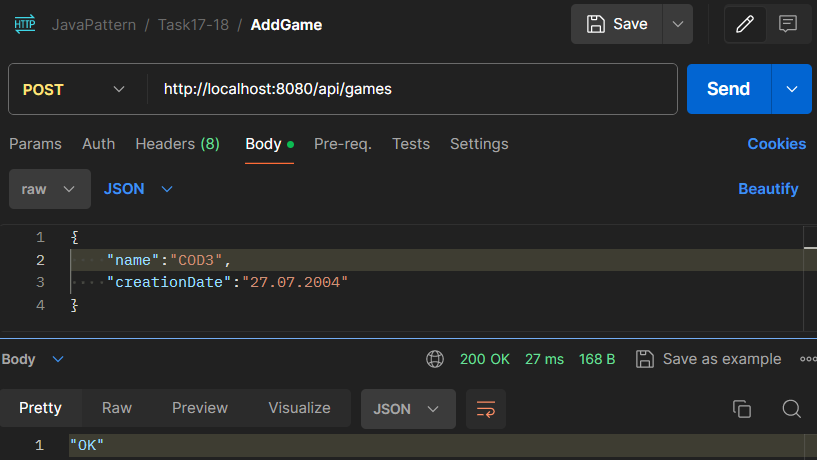 HTTP JavaPattern / Task17-18 / AddGame Save
POST http://localhost:8080/api/games Send
Params Auth Headers (8) Body Pre-req. Tests Settings Cookies
raw JSON Beautify
1 {
2 "name":"COD3",
3 "creationDate":"27.07.2004"
4 }
Body 200 OK 27 ms 168 B Save as example
Pretty Raw Preview Visualize JSON
1 "OK"